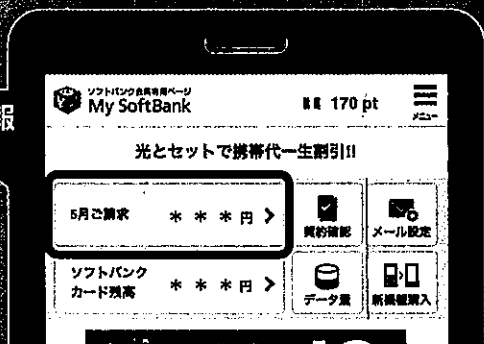 報
ソフトバンク会員専用ページ
My SoftBank
170 pt
メニュー
光とセットで携帯代一生割引!!
5月ご請求 ＊＊＊円
契約確認
メール設定
ソフトバンク
カード残高 ＊＊＊円
データ量
新規機種購入